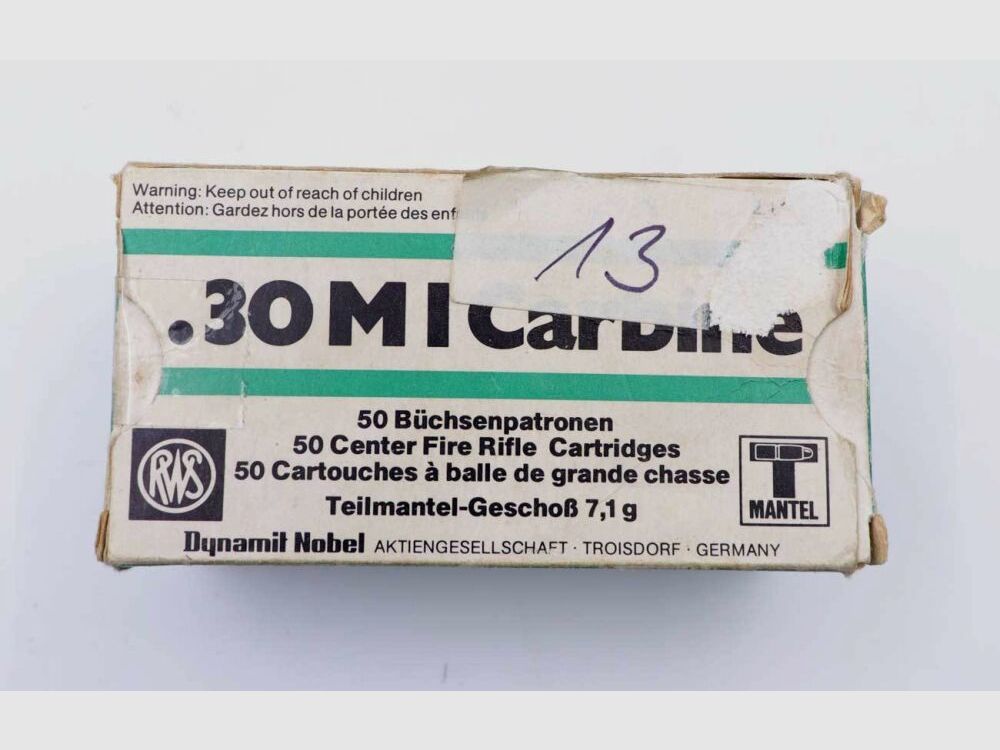 Warning: Keep out of reach of children
Attention: Gardez hors de la portée des enf
13
.30 M1 Carbine
50 Büchsenpatronen
50 Center Fire Rifle Cartridges
50 Cartouches à balle de grande chasse
Teilmantel-Geschoß 7,1 g
RWS
T
MANTEL
Dynamit Nobel AKTIENGESELLSCHAFT · TROISDORF · GERMANY